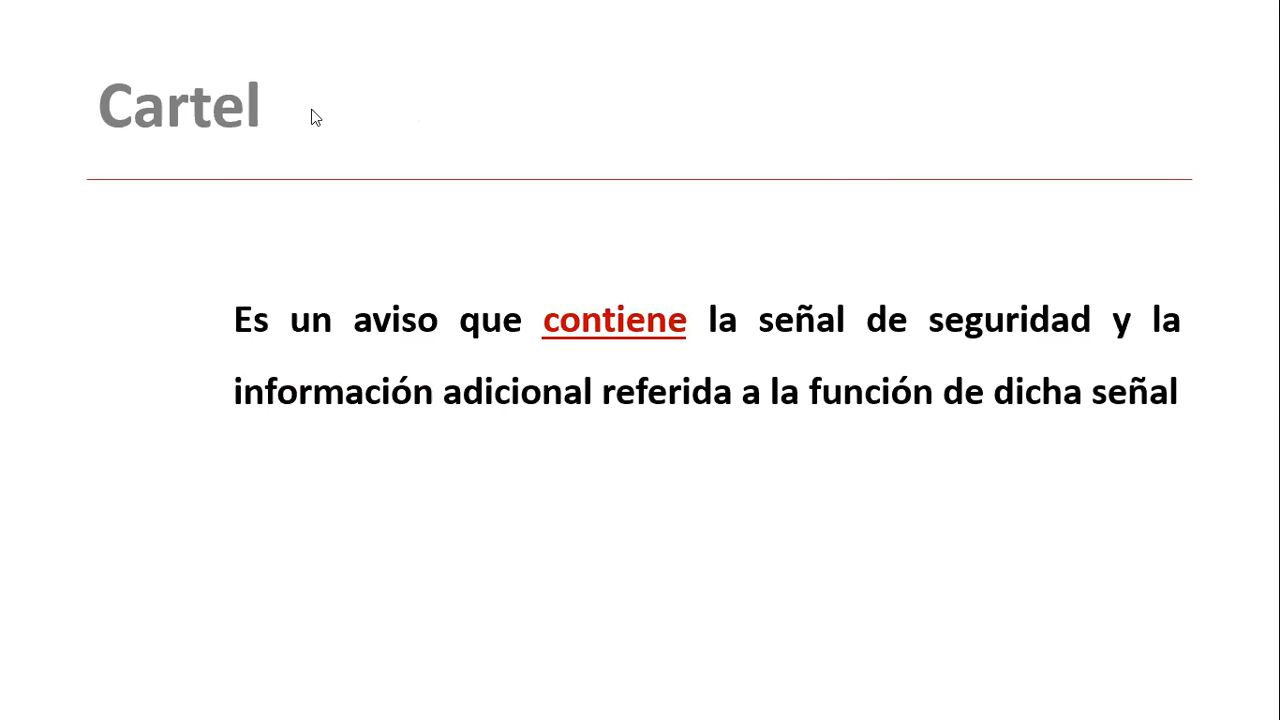 Cartel
Es un aviso que contiene la señal de seguridad y la
información adicional referida a la función de dicha señal